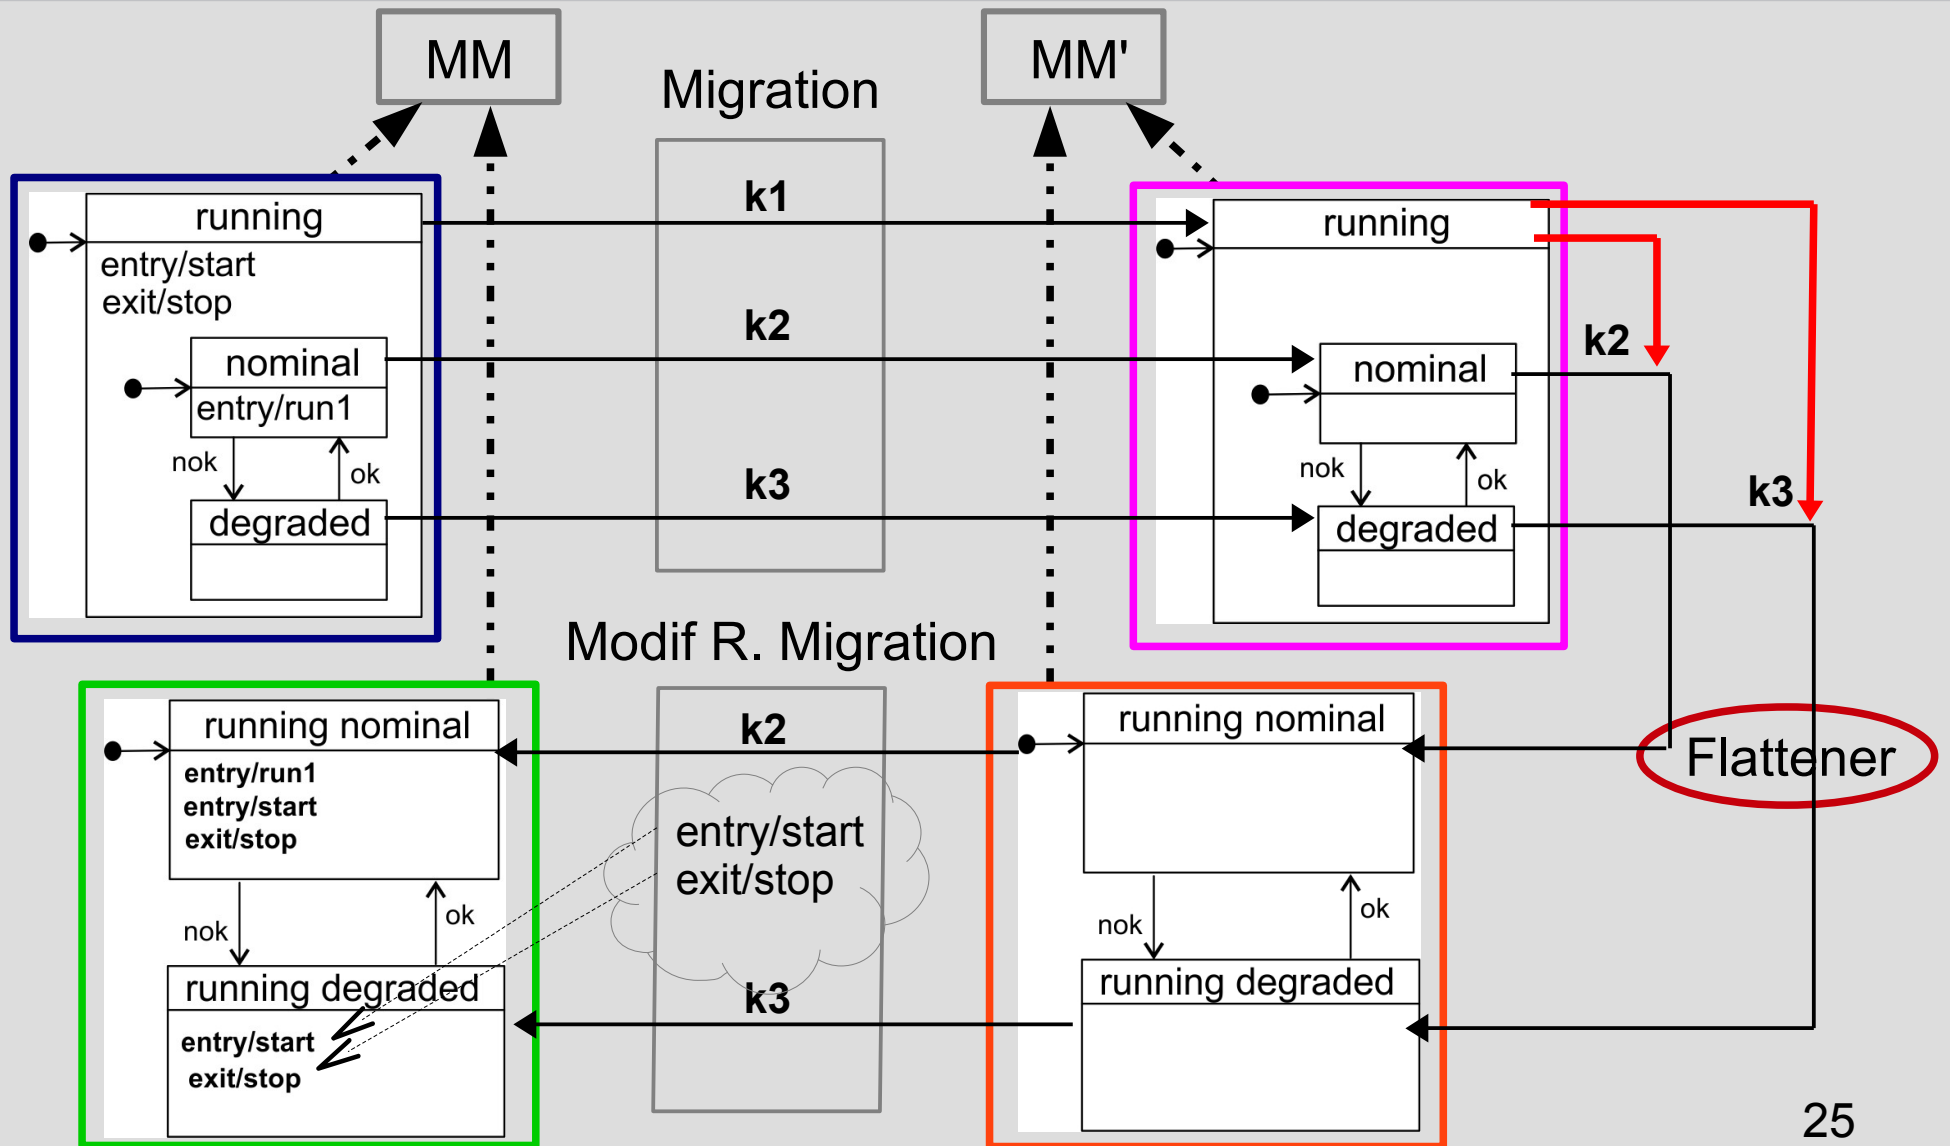 MM
MM'
Migration
k1
running
entry/start
exit/stop
running
k2
k2
nominal
entry/run1
nominal
nok
ok
nok
ok
k3
k3
degraded
degraded
Modif R. Migration
running nominal
entry/run1
entry/start
exit/stop
k2
running nominal
Flattener
entry/start
exit/stop
nok
ok
nok
ok
running degraded
entry/start
exit/stop
k3
running degraded
25